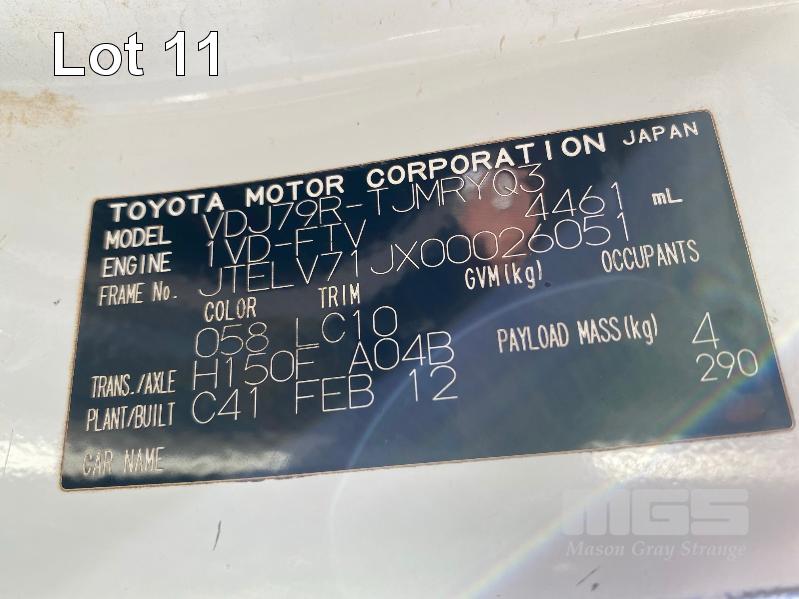 Lot 11
TOYOTA MOTOR CORPORATION JAPAN
MODEL VDJ79R-TJMRYQ3
ENGINE 1VD-FTV 4461 mL
FRAME No. JTELV71JX00026051
COLOR TRIM GVM(kg) OCCUPANTS
058 LC10
TRANS./AXLE H150F A04B PAYLOAD MASS(kg) 4
PLANT/BUILT C41 FEB 12 290
CAR NAME
MGS
Mason Gray Strange